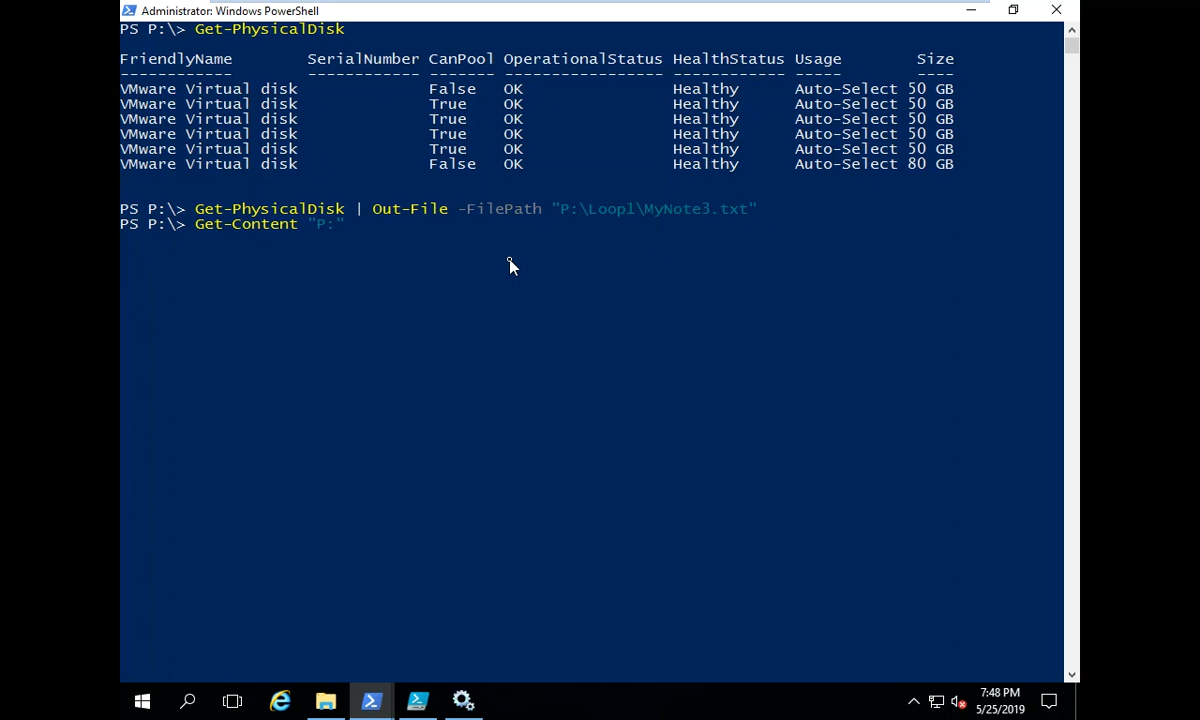 Administrator: Windows PowerShell
PS P:\> Get-PhysicalDisk
FriendlyName SerialNumber CanPool OperationalStatus HealthStatus Usage Size
------------ ------------ ------- ----------------- ------------ ----- ----
VMware Virtual disk False OK Healthy Auto-Select 50 GB
VMware Virtual disk True OK Healthy Auto-Select 50 GB
VMware Virtual disk True OK Healthy Auto-Select 50 GB
VMware Virtual disk True OK Healthy Auto-Select 50 GB
VMware Virtual disk True OK Healthy Auto-Select 50 GB
VMware Virtual disk False OK Healthy Auto-Select 80 GB
PS P:\> Get-PhysicalDisk | Out-File -FilePath "P:\Loop1\MyNote3.txt"
PS P:\> Get-Content "P:"
7:48 PM
5/25/2019